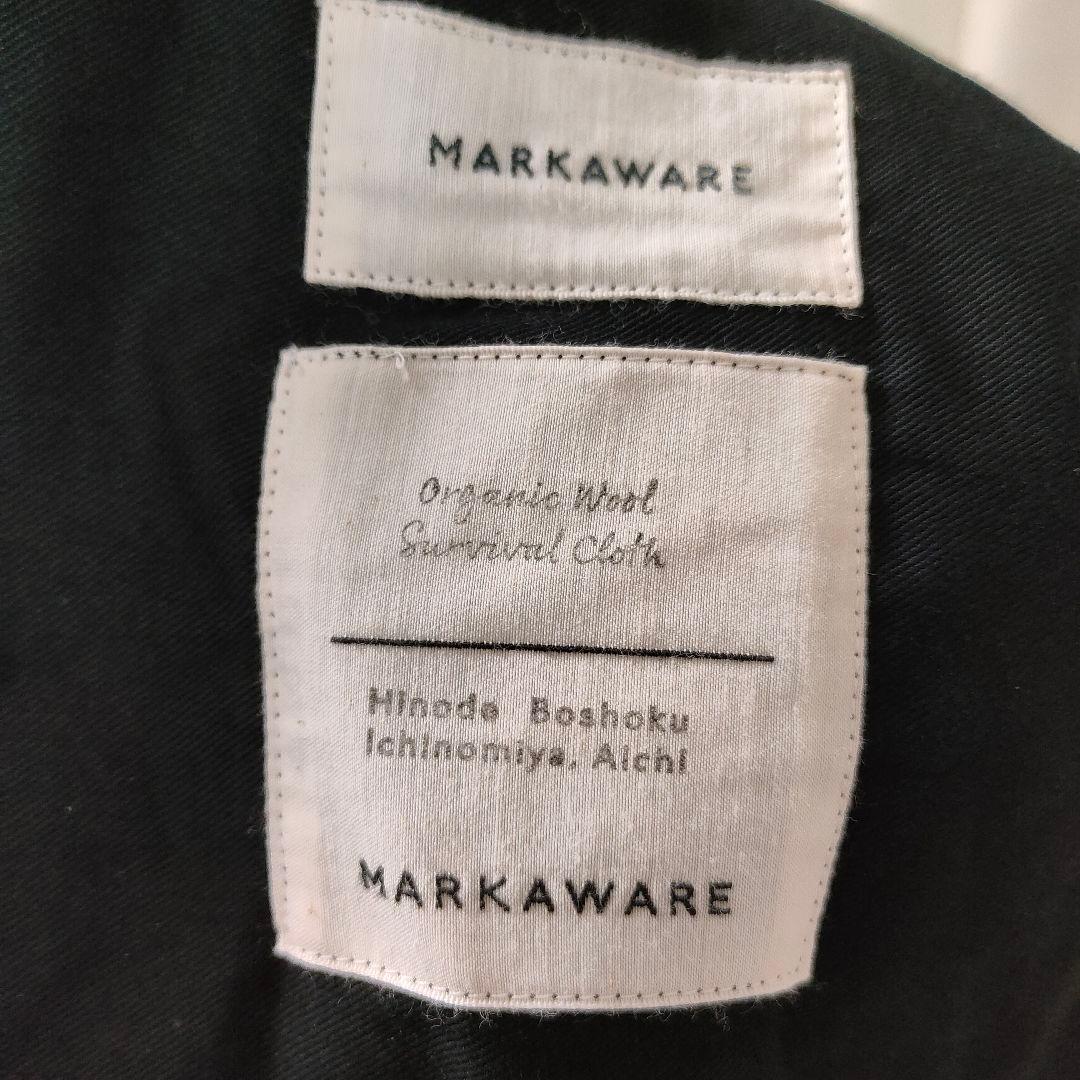 MARKAWARE
Organic Wool
Survival Cloth
Hinode Boshoku
Ichinomiya, Aichi
MARKAWARE